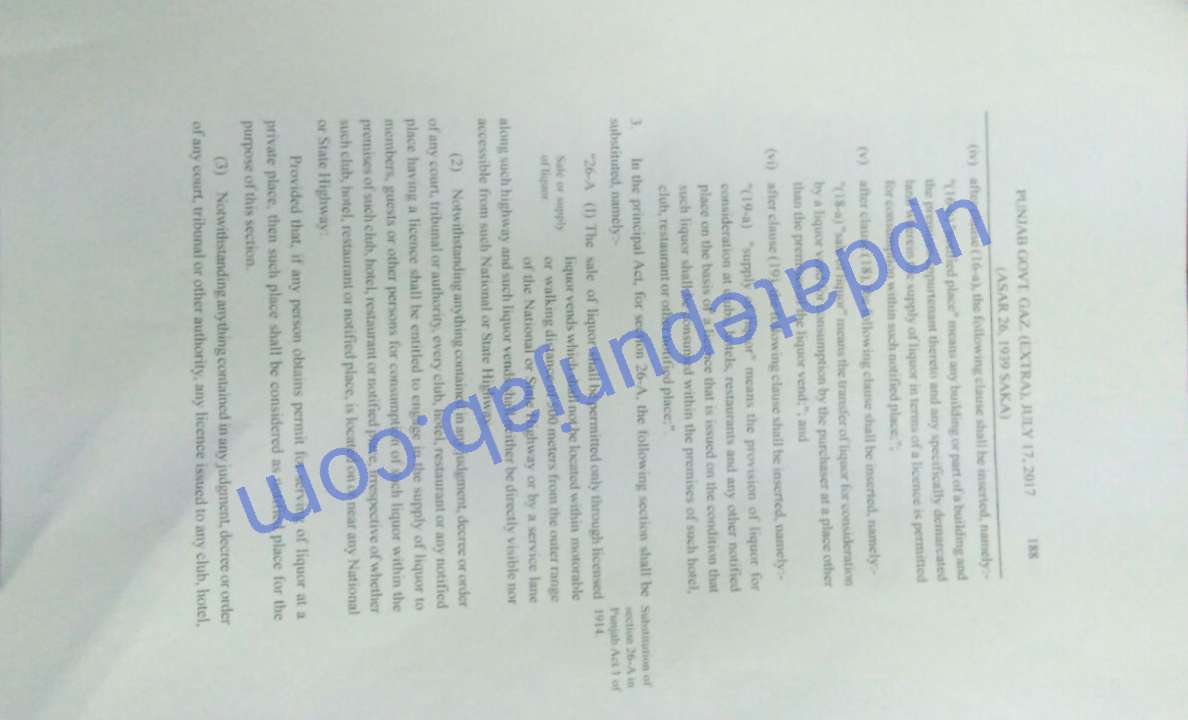 PUNJAB GOVT. GAZ. (EXTRA), JULY 17, 2017 188
(ASAR 26, 1939 SAKA)
(iv) after clause (16-a), the following clause shall be inserted, namely:-
place" means any building or part of a building and
the appurtenant thereto and any specifically demarcated
supply of liquor in terms of a licence is permitted
for within such notified place;";
(v) after clause (18), the following clause shall be inserted, namely:-
"(18-a) "sale of liquor" means the transfer of liquor for consideration
by a liquor for consumption by the purchaser at a place other
than the the liquor vend;"; and
(vi) after clause (19), the following clause shall be inserted, namely:-
"(19-a) "supply of liquor" means the provision of liquor for
consideration at hotels, restaurants and any other notified
place on the basis of a licence that is issued on the condition that
such liquor shall be consumed within the premises of such hotel,
club, restaurant or other notified place;".
3. In the principal Act, for section 26-A, the following section shall be
substituted, namely:-
Substitution of
section 26-A in
Punjab Act 1 of
1914.
"26-A (1) The sale of liquor shall be permitted only through licensed
Sale or supply
of liquor
liquor vends which shall not be located within motorable
or walking distance of meters from the outer range
of the National or State Highway or by a service lane
along such highway and such liquor vend neither be directly visible nor
accessible from such National or State Highway.
(2) Notwithstanding anything contained in any judgment, decree or order
of any court, tribunal or authority, every club, hotel, restaurant or any notified
place having a licence shall be entitled to engage in the supply of liquor to
members, guests or other persons for consumption of such liquor within the
premises of such club, hotel, restaurant or notified place, irrespective of whether
such club, hotel, restaurant or notified place, is located on or near any National
or State Highway:
Provided that, if any person obtains permit for serving of liquor at a
private place, then such place shall be considered as notified place for the
purpose of this section.
(3) Notwithstanding anything contained in any judgment, decree or order
of any court, tribunal or other authority, any licence issued to any club, hotel,
updatepunjab.com